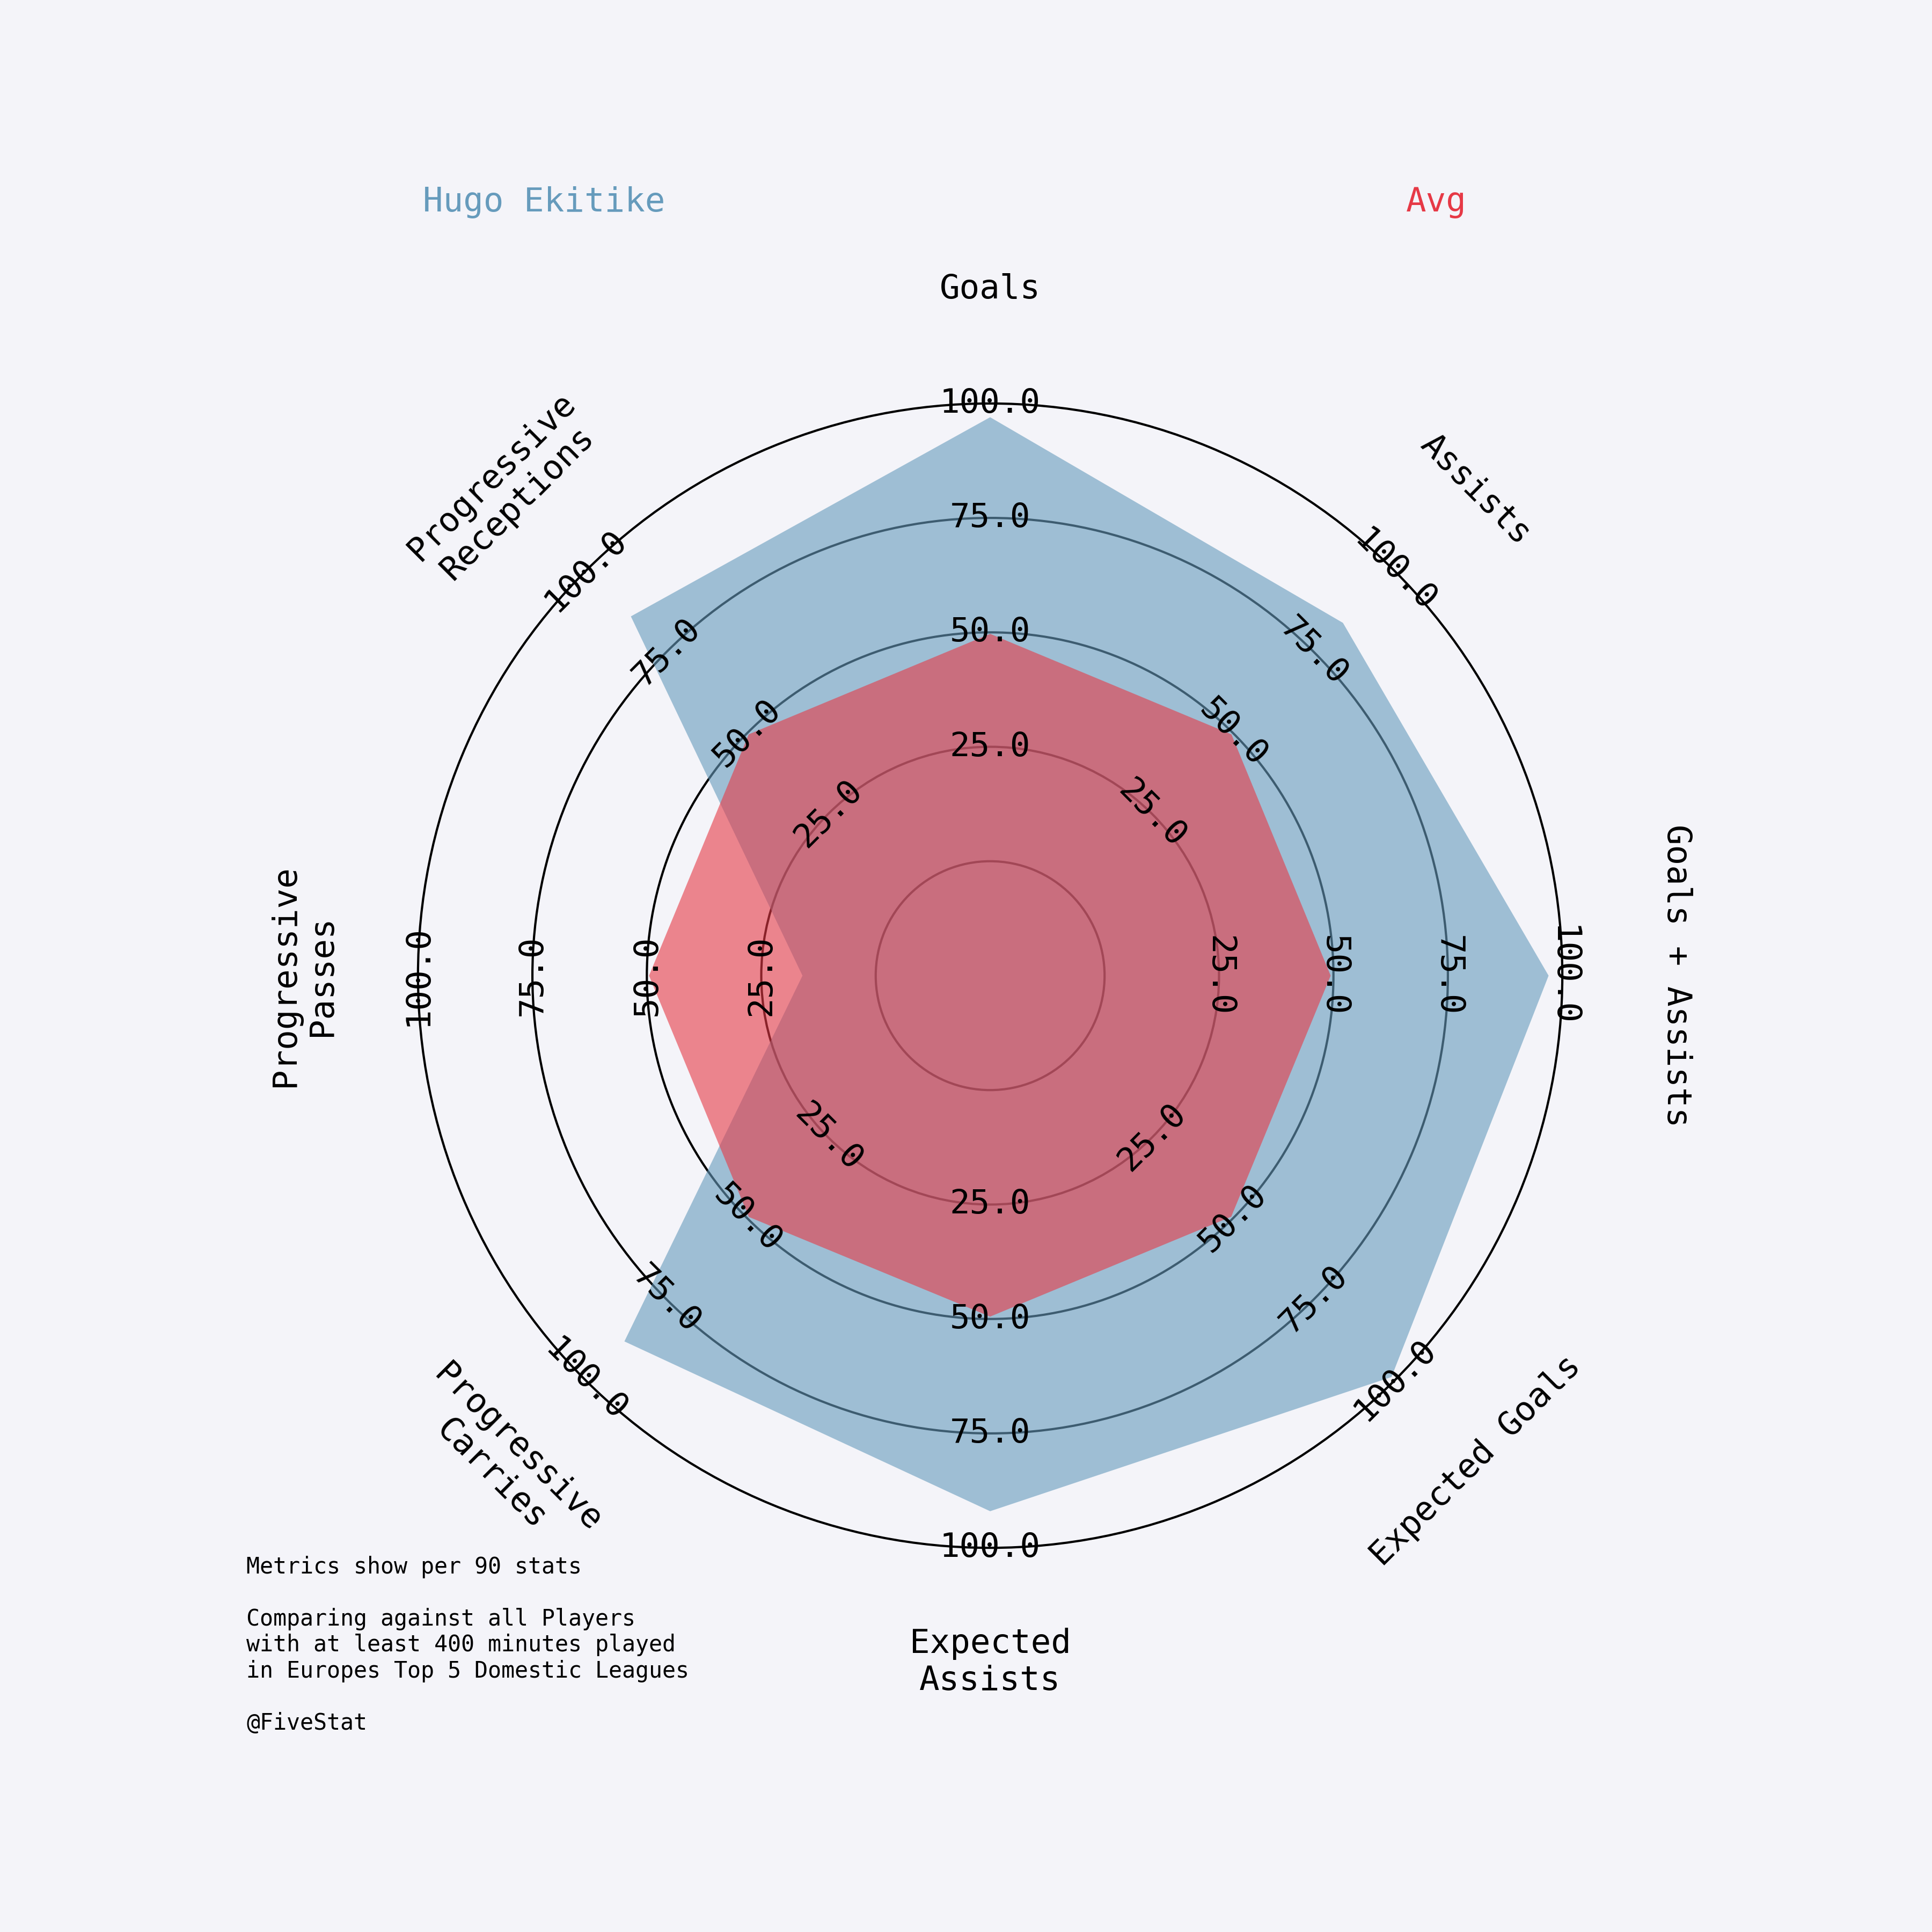 Hugo Ekitike
Avg
Goals
Assists
Goals + Assists
Expected Goals
Expected
Assists
Progressive
Carries
Progressive
Passes
Progressive
Receptions
25.0
50.0
75.0
100.0
25.0
50.0
75.0
100.0
25.0
50.0
75.0
100.0
25.0
50.0
75.0
100.0
25.0
50.0
75.0
100.0
25.0
50.0
75.0
100.0
25.0
50.0
75.0
100.0
25.0
50.0
75.0
100.0
Metrics show per 90 stats
Comparing against all Players
with at least 400 minutes played
in Europes Top 5 Domestic Leagues
@FiveStat